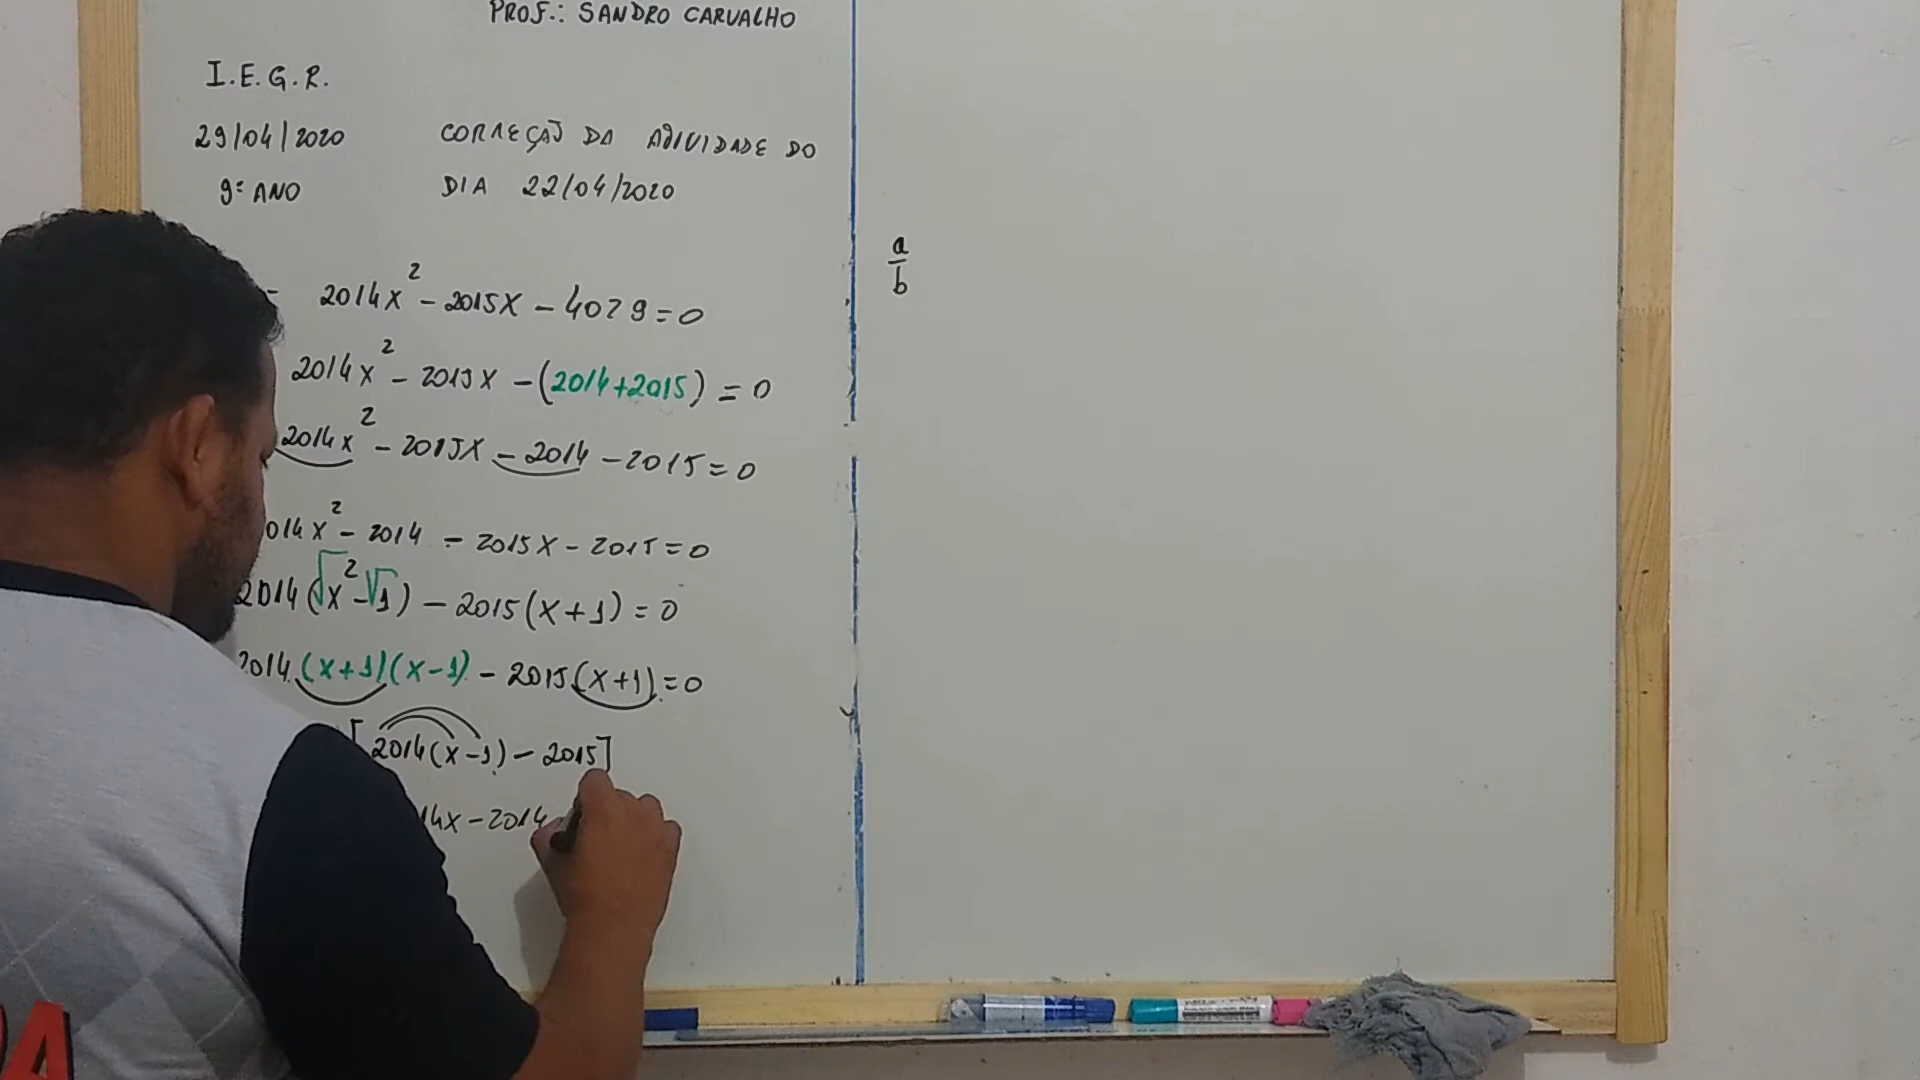 PROF.: SANDRO CARVALHO
I.E.G.R.
29/04/2020 CORREÇÃO DA ATIVIDADE DO
9º ANO DIA 22/04/2020
a
b
2014x² - 2015x - 4029 = 0
2014x² - 2015x - (2014+2015) = 0
2014x² - 2015x - 2014 - 2015 = 0
014x² - 2014 - 2015x - 2015 = 0
2014(√x² - √1) - 2015(x+1) = 0
2014.(x+1)(x-1) - 2015(x+1) = 0
[2014(x-1) - 2015]
14x - 2014